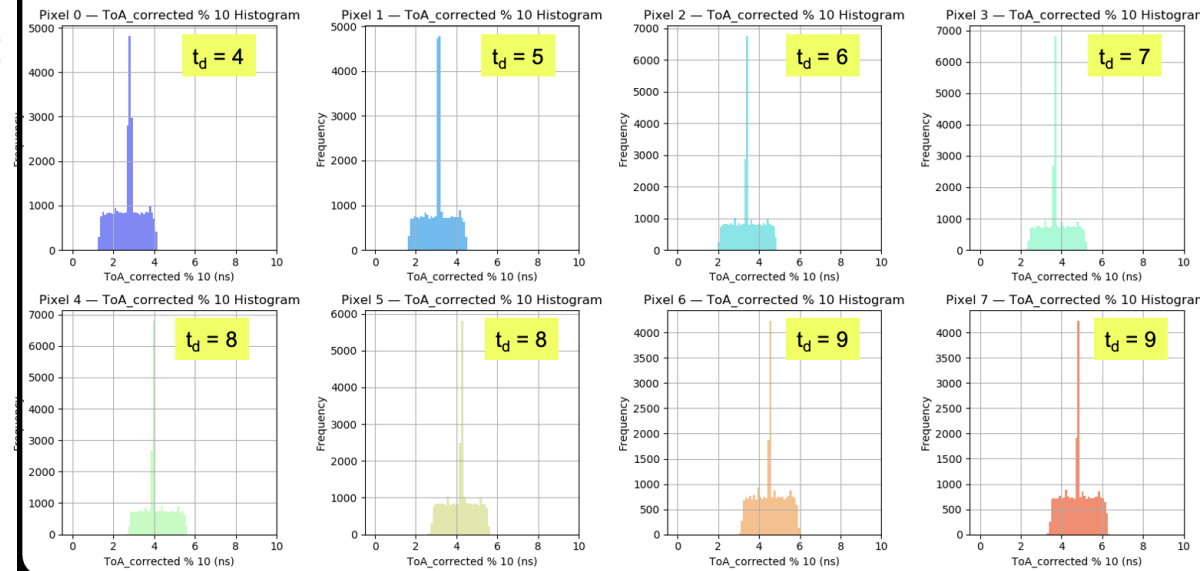 Pixel 0 — ToA_corrected % 10 Histogram
5000
4000
3000
2000
1000
0
Frequency
t_d = 4
0 2 4 6 8 10
ToA_corrected % 10 (ns)
Pixel 1 — ToA_corrected % 10 Histogram
5000
4000
3000
2000
1000
0
Frequency
t_d = 5
0 2 4 6 8 10
ToA_corrected % 10 (ns)
Pixel 2 — ToA_corrected % 10 Histogram
7000
6000
5000
4000
3000
2000
1000
0
Frequency
t_d = 6
0 2 4 6 8 10
ToA_corrected % 10 (ns)
Pixel 3 — ToA_corrected % 10 Histogram
7000
6000
5000
4000
3000
2000
1000
0
Frequency
t_d = 7
0 2 4 6 8 10
ToA_corrected % 10 (ns)
Pixel 4 — ToA_corrected % 10 Histogram
7000
6000
5000
4000
3000
2000
1000
0
Frequency
t_d = 8
0 2 4 6 8 10
ToA_corrected % 10 (ns)
Pixel 5 — ToA_corrected % 10 Histogram
6000
5000
4000
3000
2000
1000
0
Frequency
t_d = 8
0 2 4 6 8 10
ToA_corrected % 10 (ns)
Pixel 6 — ToA_corrected % 10 Histogram
4000
3500
3000
2500
2000
1500
1000
500
0
Frequency
t_d = 9
0 2 4 6 8 10
ToA_corrected % 10 (ns)
Pixel 7 — ToA_corrected % 10 Histogram
4000
3500
3000
2500
2000
1500
1000
500
0
Frequency
t_d = 9
0 2 4 6 8 10
ToA_corrected % 10 (ns)